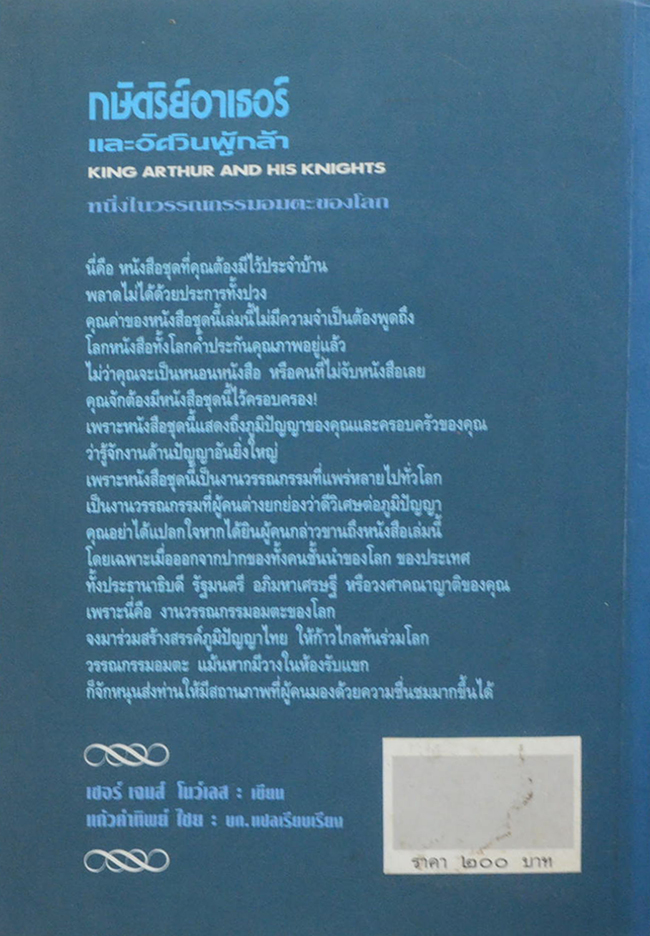 กษัตริย์อาเธอร์
และอัศวินผู้กล้า
KING ARTHUR AND HIS KNIGHTS
หนึ่งในวรรณกรรมอมตะของโลก
นี่คือ หนังสือชุดที่คุณต้องมีไว้ประจำบ้าน
พลาดไม่ได้ด้วยประการทั้งปวง
คุณค่าของหนังสือชุดนี้เล่มนี้ไม่มีความจำเป็นต้องพูดถึง
โลกหนังสือทั้งโลกค้ำประกันคุณภาพอยู่แล้ว
ไม่ว่าคุณจะเป็นหนอนหนังสือ หรือคนที่ไม่จับหนังสือเลย
คุณจักต้องมีหนังสือชุดนี้ไว้ครอบครอง!
เพราะหนังสือชุดนี้แสดงถึงภูมิปัญญาของคุณและครอบครัวของคุณ
ว่ารู้จักงานด้านปัญญาอันยิ่งใหญ่
เพราะหนังสือชุดนี้เป็นงานวรรณกรรมที่แพร่หลายไปทั่วโลก
เป็นงานวรรณกรรมที่ผู้คนต่างยกย่องว่าดีวิเศษต่อภูมิปัญญา
คุณอย่าได้แปลกใจหากได้ยินผู้คนกล่าวขานถึงหนังสือเล่มนี้
โดยเฉพาะเมื่อออกจากปากของทั้งคนชั้นนำของโลก ของประเทศ
ทั้งประธานาธิบดี รัฐมนตรี อภิมหาเศรษฐี หรือวงศาคณาญาติของคุณ
เพราะนี่คือ งานวรรณกรรมอมตะของโลก
จงมาร่วมสร้างสรรค์ภูมิปัญญาไทย ให้ก้าวไกลทันร่วมโลก
วรรณกรรมอมตะ แม้นหากมีวางในห้องรับแขก
ก็จักหนุนส่งท่านให้มีสถานภาพที่ผู้คนมองด้วยความชื่นชมมากขึ้นได้
เซอร์ เจมส์ โนว์เลส : เขียน
แก้วคำทิพย์ ไชย : บก.แปลเรียบเรียง
ราคา ๒๐๐ บาท